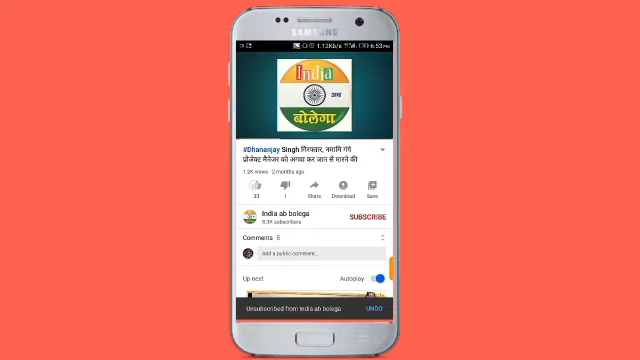 SAMSUNG
1.12Kb/s 6:53PM
India
अब
बोलेगा
#Dhananjay Singh गिरफ्तार, नमामि गंगे
प्रोजेक्ट मैनेजर को अगवा कर जान से मारने की
1.2K views · 2 months ago
33 1 Share Download Save
India ab bolega SUBSCRIBE
8.3K subscribers
Comments 5
Add a public comment...
Up next Autoplay
Unsubscribed from India ab bolega UNDO